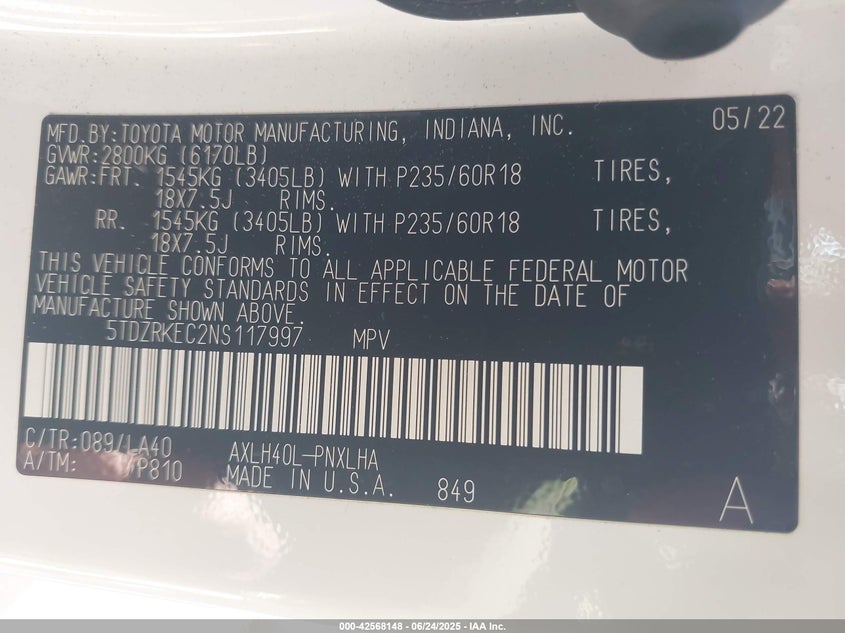 MFD.BY:TOYOTA MOTOR MANUFACTURING, INDIANA, INC. 05/22
GVWR:2800KG (6170LB)
GAWR:FRT. 1545KG (3405LB) WITH P235/60R18 TIRES,
18X7.5J RIMS.
RR. 1545KG (3405LB) WITH P235/60R18 TIRES,
18X7.5J RIMS.
THIS VEHICLE CONFORMS TO ALL APPLICABLE FEDERAL MOTOR
VEHICLE SAFETY STANDARDS IN EFFECT ON THE DATE OF
MANUFACTURE SHOWN ABOVE.
5TDZRKEC2NS117997 MPV
C/TR:089/LA40 AXLH40L-PNXLHA
A/TM: /P810 MADE IN U.S.A. 849
A
000-42568148 - 06/24/2025 - IAA Inc.